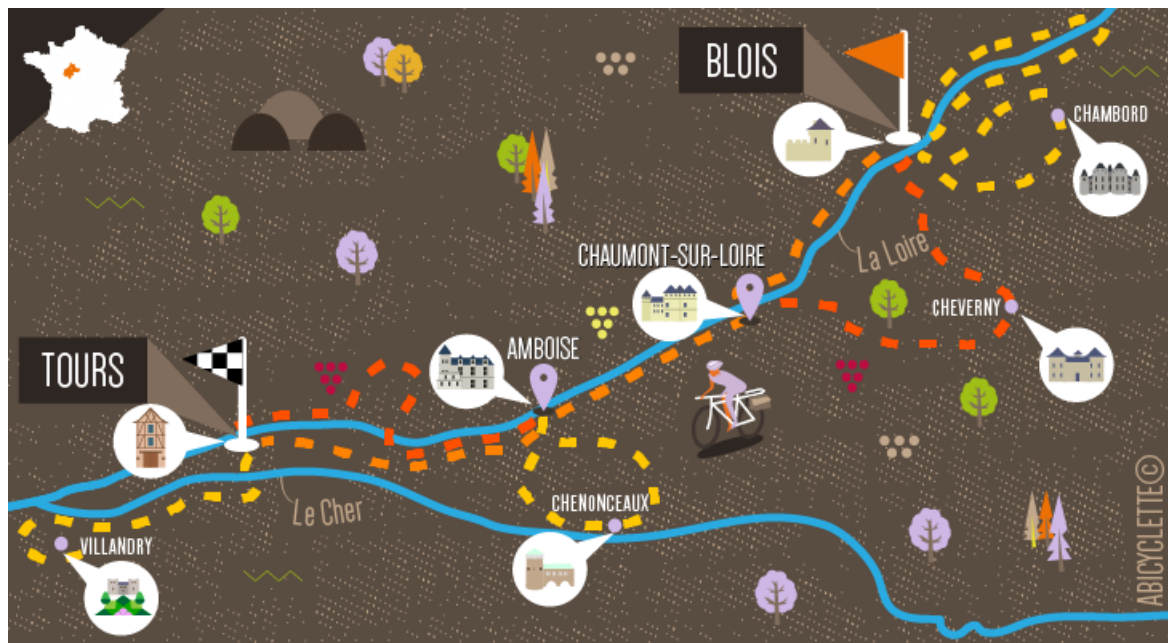 BLOIS
CHAMBORD
La Loire
CHAUMONT-SUR-LOIRE
CHEVERNY
AMBOISE
TOURS
Le Cher
CHENONCEAUX
VILLANDRY
ABICYCLETTE©